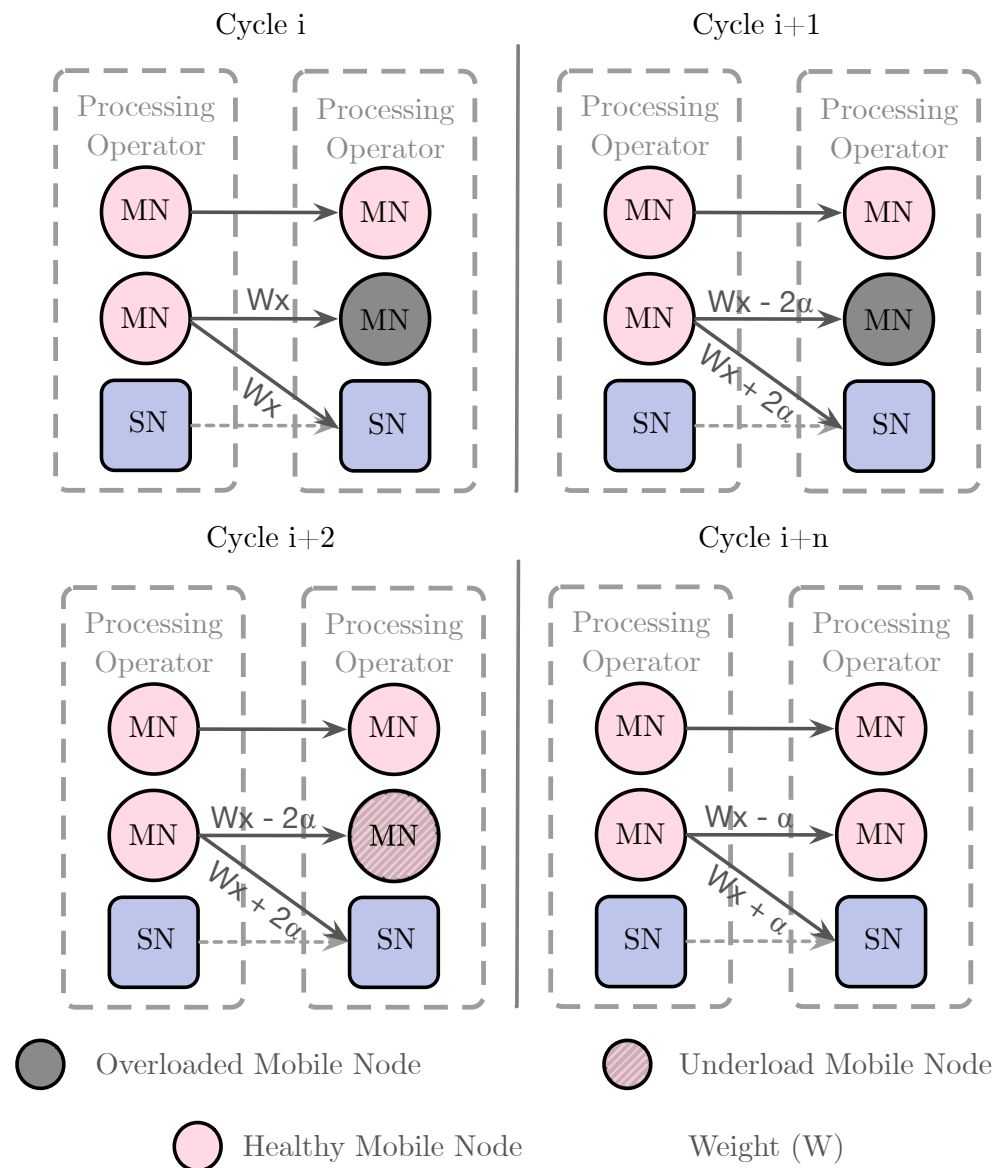 Cycle i
Cycle i+1
Processing
Operator
Processing
Operator
Processing
Operator
Processing
Operator
MN
MN
MN
MN
MN
Wx
MN
MN
Wx - 2α
MN
Wx
Wx + 2α
SN
SN
SN
SN
Cycle i+2
Cycle i+n
Processing
Operator
Processing
Operator
Processing
Operator
Processing
Operator
MN
MN
MN
MN
MN
Wx - 2α
MN
MN
Wx - α
MN
Wx + 2α
Wx + α
SN
SN
SN
SN
Overloaded Mobile Node
Underload Mobile Node
Healthy Mobile Node
Weight (W)